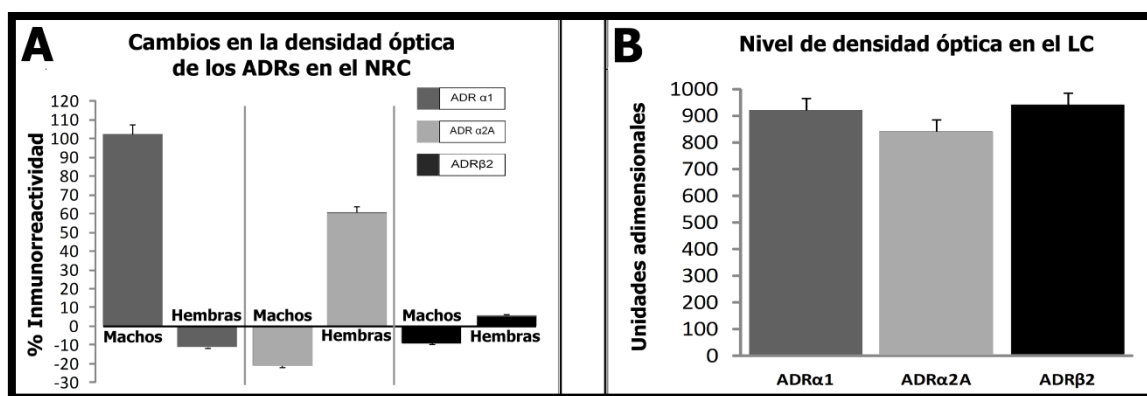 A
Cambios en la densidad óptica
de los ADRs en el NRC
% Inmunorreactividad
120
110
100
90
80
70
60
50
40
30
20
10
0
-10
-20
-30
ADR α1
ADR α2A
ADRβ2
Machos
Hembras
Machos
Hembras
Machos
Hembras
B
Nivel de densidad óptica en el LC
Unidades adimensionales
1000
900
800
700
600
500
400
300
200
100
0
ADRα1
ADRα2A
ADRβ2